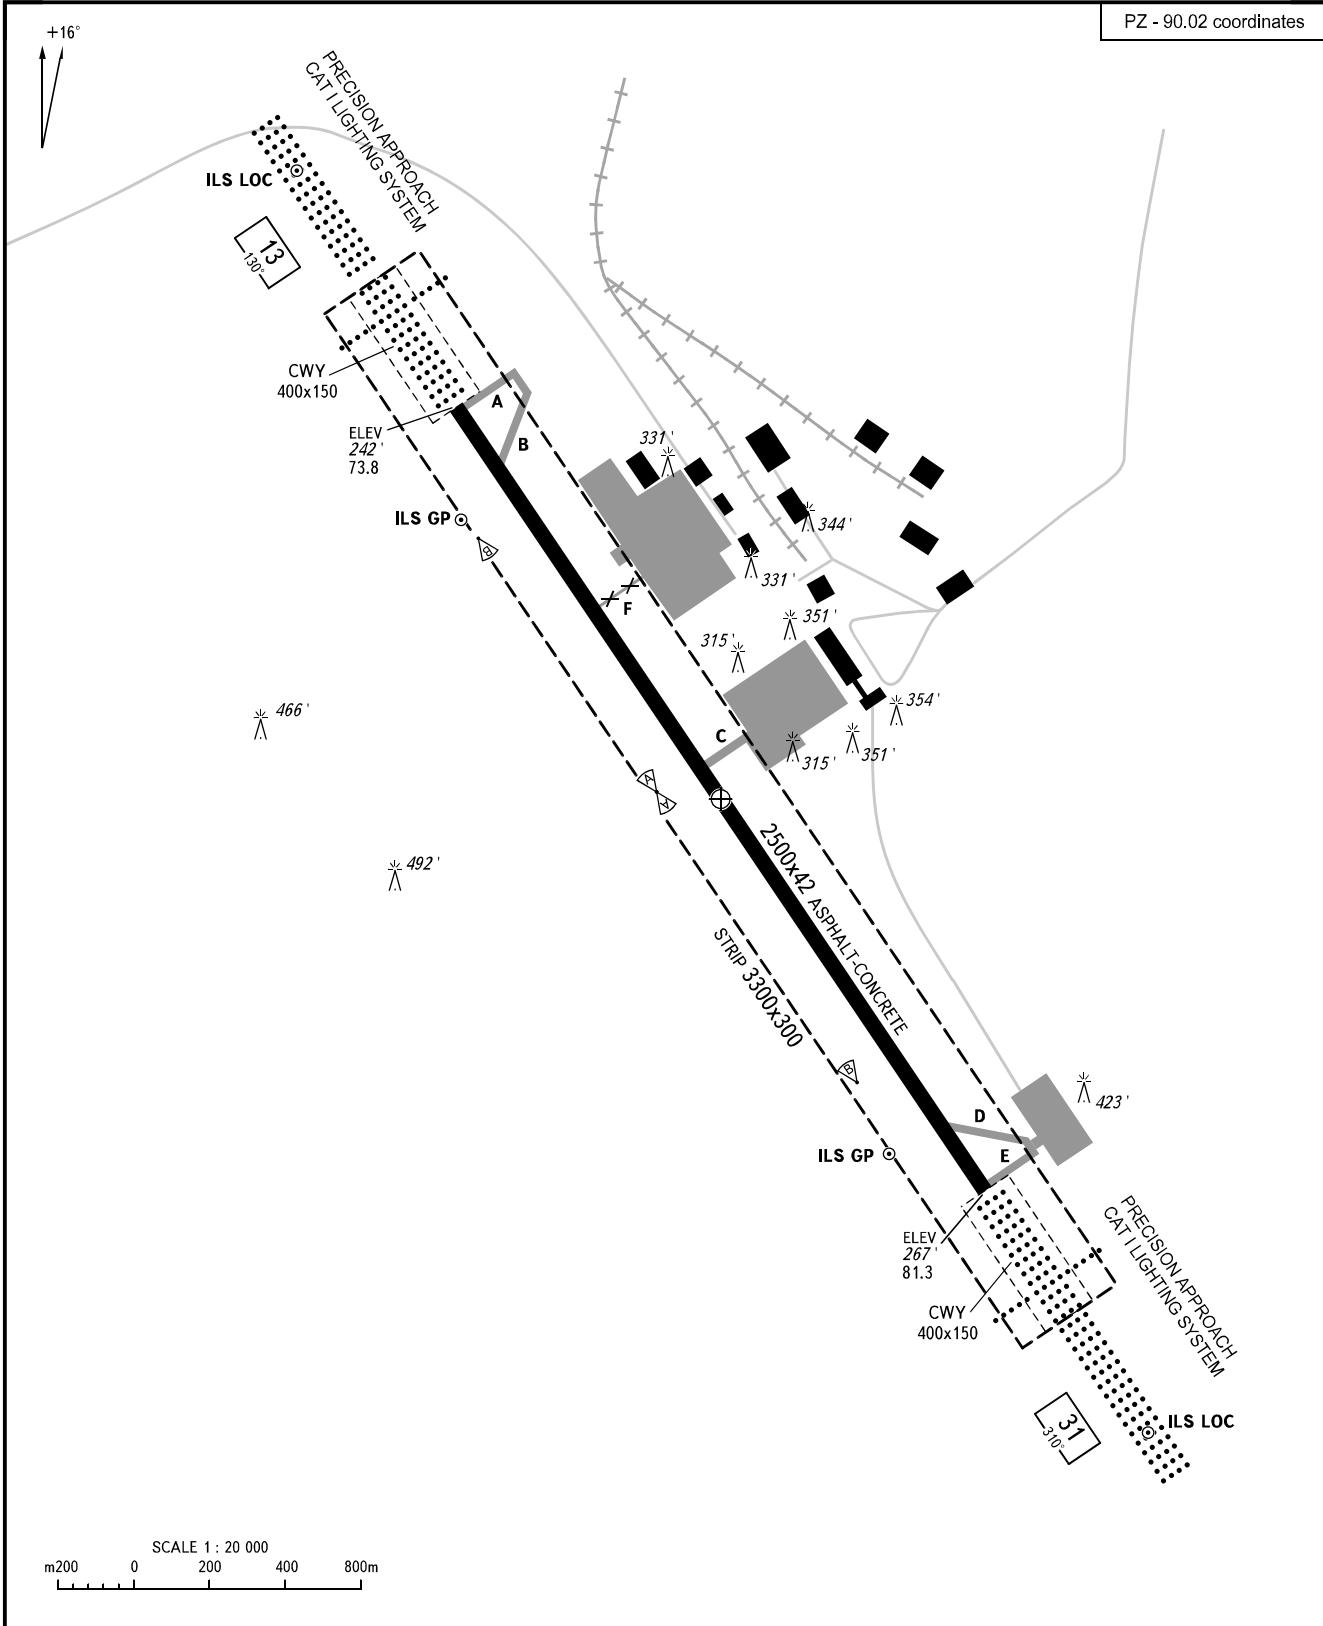 PZ - 90.02 coordinates
+16°
PRECISION APPROACH
CAT I LIGHTING SYSTEM
ILS LOC
13
130°
CWY
400x150
A
B
ELEV
242'
73.8
331'
ILS GP
B
344'
331'
F
351'
315'
466'
354'
C
351'
315'
A
A
492'
2500x42 ASPHALT-CONCRETE
STRIP 3300x300
B
423'
D
ILS GP
E
PRECISION APPROACH
CAT I LIGHTING SYSTEM
ELEV
267'
81.3
CWY
400x150
31
310°
ILS LOC
SCALE 1 : 20 000
m200 0 200 400 800m